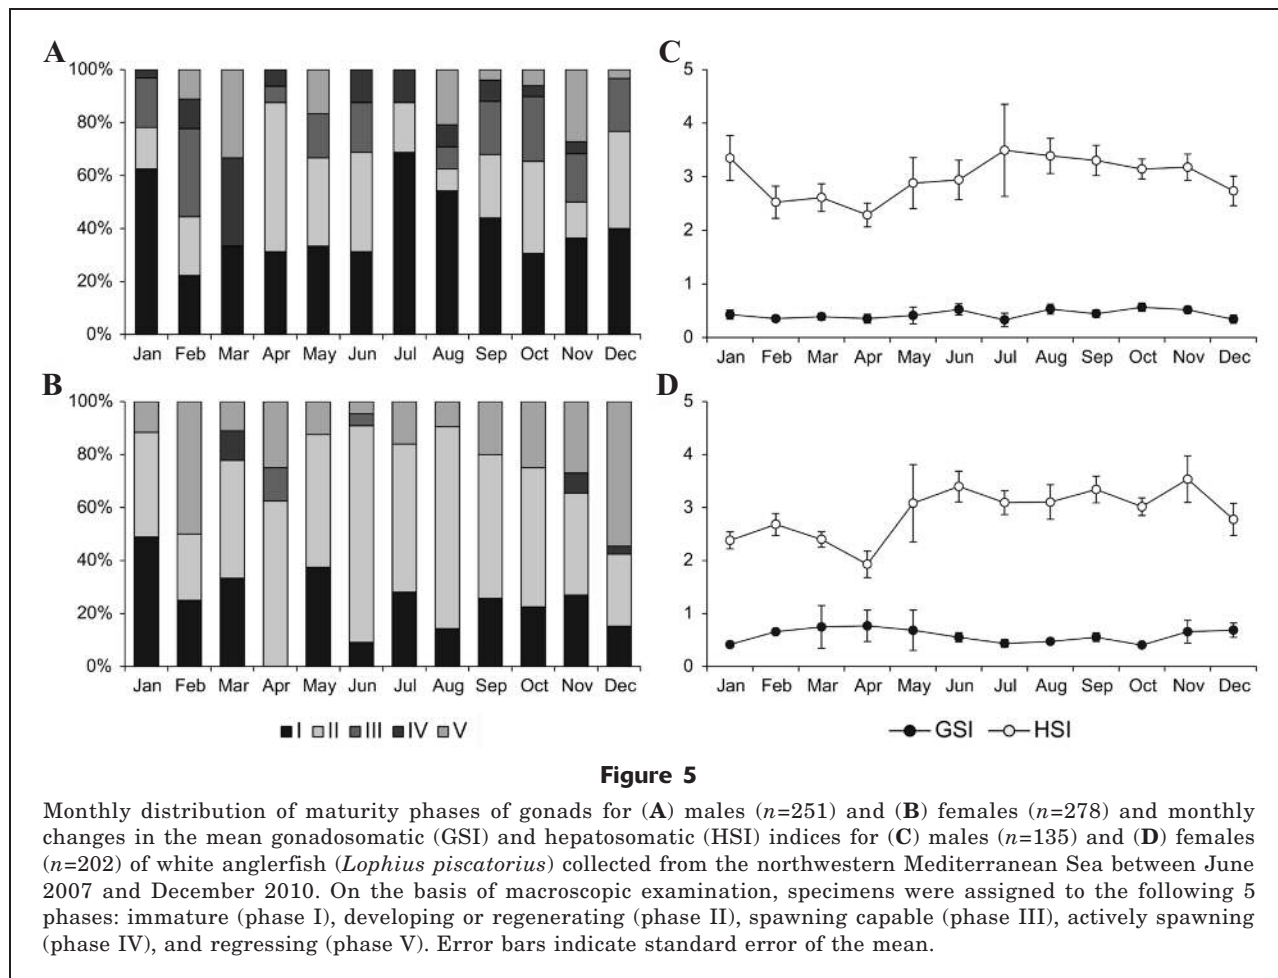 A
100%
80%
60%
40%
20%
0%
Jan Feb Mar Apr May Jun Jul Aug Sep Oct Nov Dec
B
100%
80%
60%
40%
20%
0%
Jan Feb Mar Apr May Jun Jul Aug Sep Oct Nov Dec
I II III IV V
C
5
4
3
2
1
0
Jan Feb Mar Apr May Jun Jul Aug Sep Oct Nov Dec
D
5
4
3
2
1
0
Jan Feb Mar Apr May Jun Jul Aug Sep Oct Nov Dec
GSI HSI
Figure 5
Monthly distribution of maturity phases of gonads for (A) males (n=251) and (B) females (n=278) and monthly
changes in the mean gonadosomatic (GSI) and hepatosomatic (HSI) indices for (C) males (n=135) and (D) females
(n=202) of white anglerfish (Lophius piscatorius) collected from the northwestern Mediterranean Sea between June
2007 and December 2010. On the basis of macroscopic examination, specimens were assigned to the following 5
phases: immature (phase I), developing or regenerating (phase II), spawning capable (phase III), actively spawning
(phase IV), and regressing (phase V). Error bars indicate standard error of the mean.